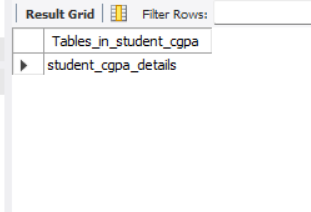 Result Grid Filter Rows:
Tables_in_student_cgpa
student_cgpa_details